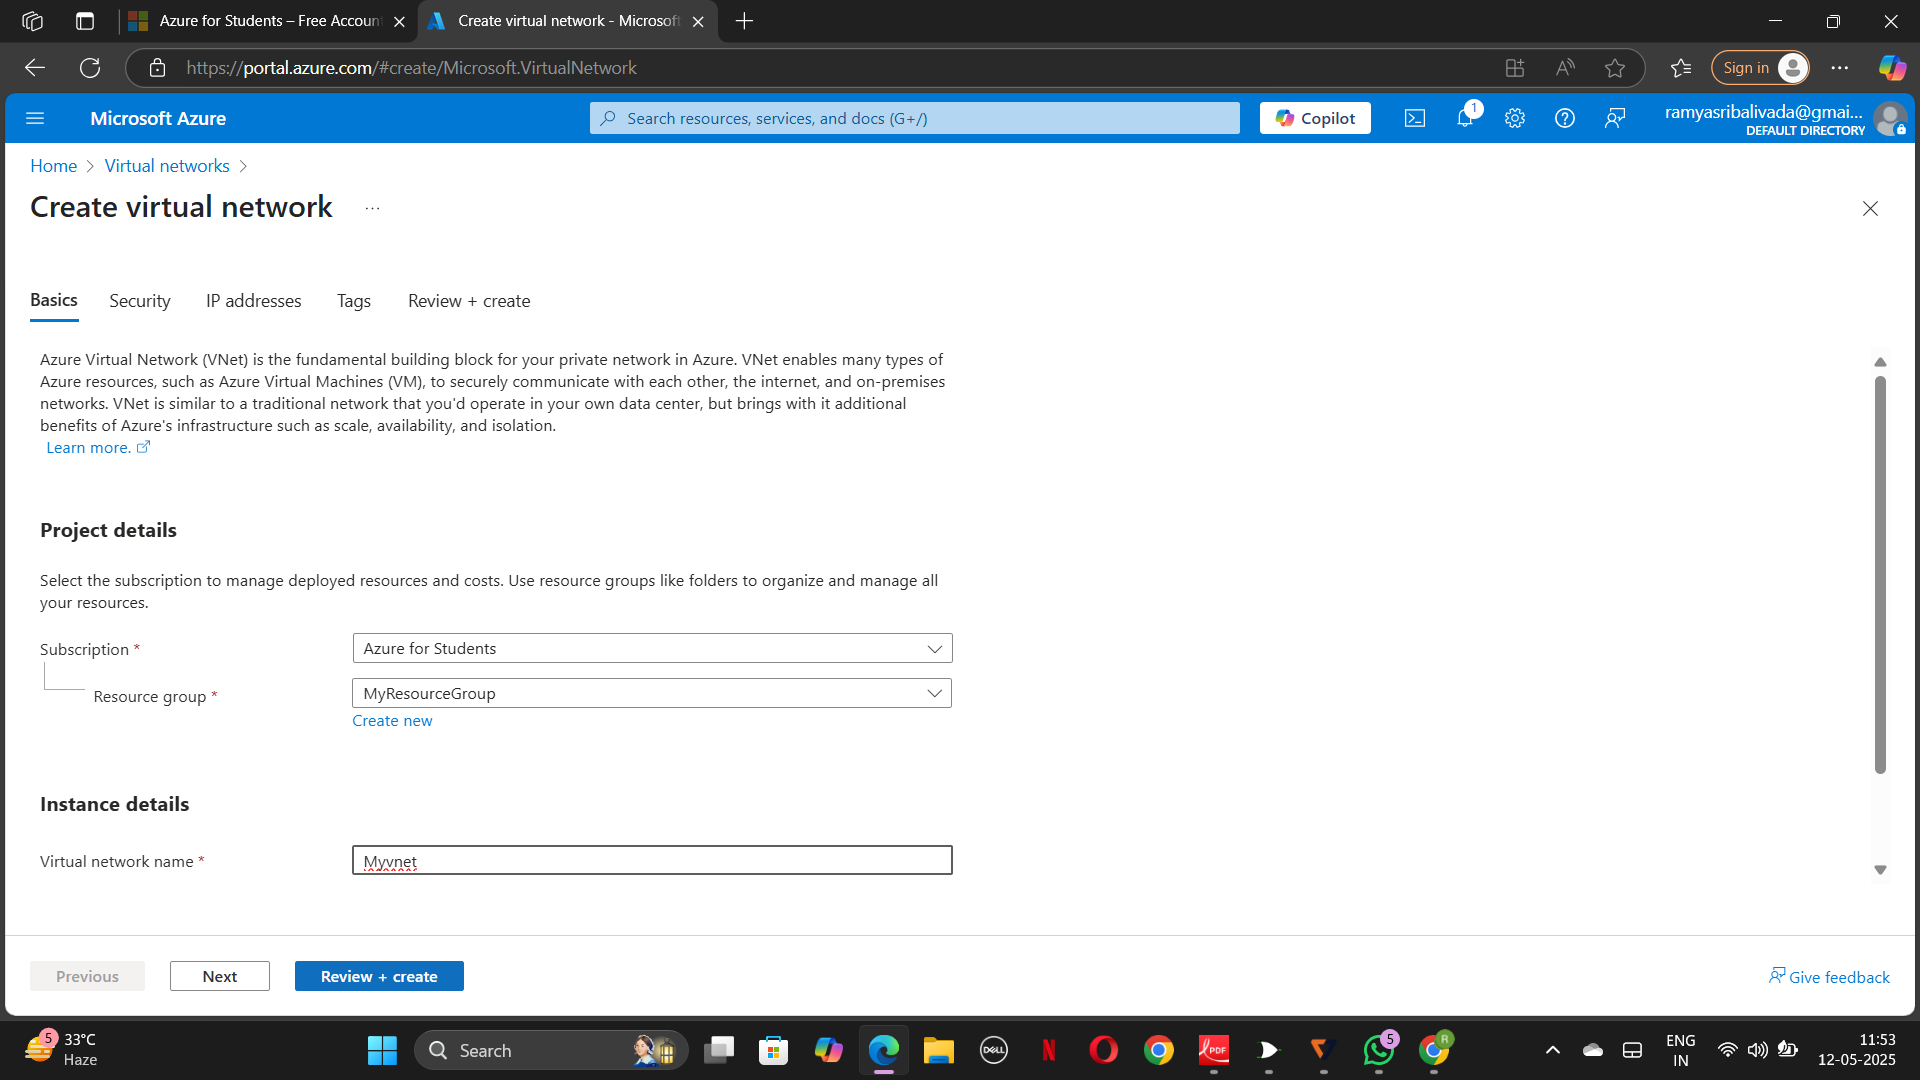 Azure for Students – Free Accoun
Create virtual network - Microsoft
https://portal.azure.com/#create/Microsoft.VirtualNetwork
Sign in
Microsoft Azure
Search resources, services, and docs (G+/)
Copilot
1
ramyasribalivada@gmai...
DEFAULT DIRECTORY
Home > Virtual networks >
Create virtual network ...
Basics Security IP addresses Tags Review + create
Azure Virtual Network (VNet) is the fundamental building block for your private network in Azure. VNet enables many types of
Azure resources, such as Azure Virtual Machines (VM), to securely communicate with each other, the internet, and on-premises
networks. VNet is similar to a traditional network that you'd operate in your own data center, but brings with it additional
benefits of Azure's infrastructure such as scale, availability, and isolation.
Learn more.
Project details
Select the subscription to manage deployed resources and costs. Use resource groups like folders to organize and manage all
your resources.
Subscription * Azure for Students
Resource group * MyResourceGroup
Create new
Instance details
Virtual network name * Myvnet
Previous Next Review + create Give feedback
5
33°C
Haze
Search
DELL
N
PDF
5
R
ENG
IN
11:53
12-05-2025